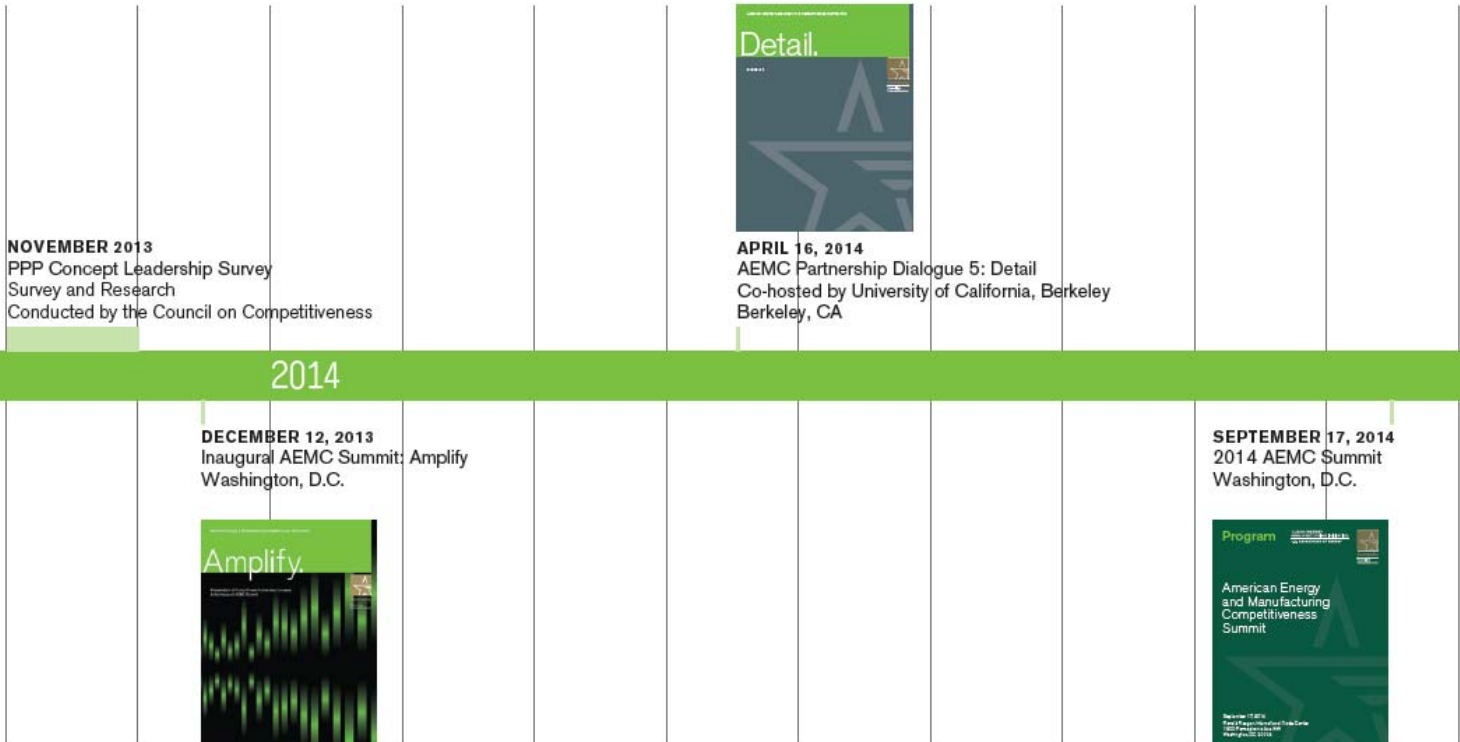 Detail.
NOVEMBER 2013
PPP Concept Leadership Survey
Survey and Research
Conducted by the Council on Competitiveness
APRIL 16, 2014
AEMC Partnership Dialogue 5: Detail
Co-hosted by University of California, Berkeley
Berkeley, CA
2014
DECEMBER 12, 2013
Inaugural AEMC Summit: Amplify
Washington, D.C.
SEPTEMBER 17, 2014
2014 AEMC Summit
Washington, D.C.
Amplify.
Program
American Energy
and Manufacturing
Competitiveness
Summit
September 17, 2014